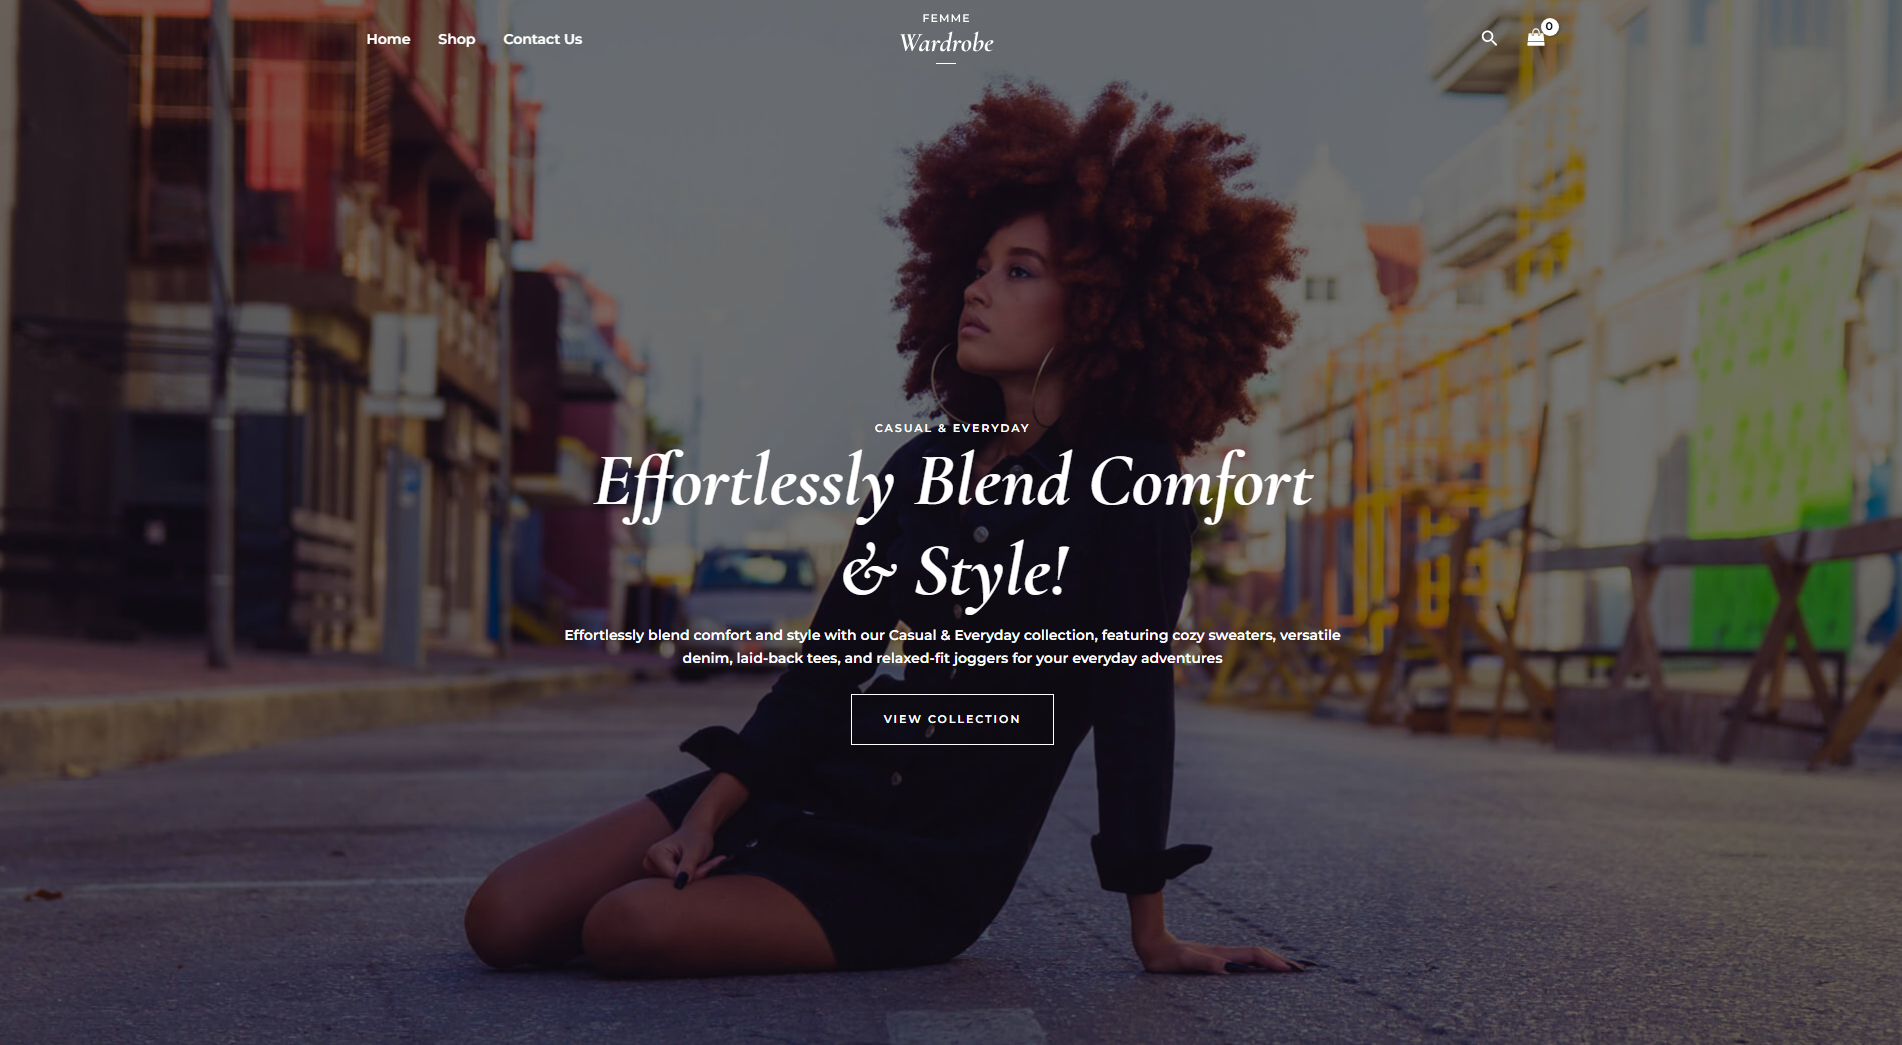 FEMME
Home Shop Contact Us
Wardrobe
0
CASUAL & EVERYDAY
Effortlessly Blend Comfort
& Style!
Effortlessly blend comfort and style with our Casual & Everyday collection, featuring cozy sweaters, versatile
denim, laid-back tees, and relaxed-fit joggers for your everyday adventures
VIEW COLLECTION